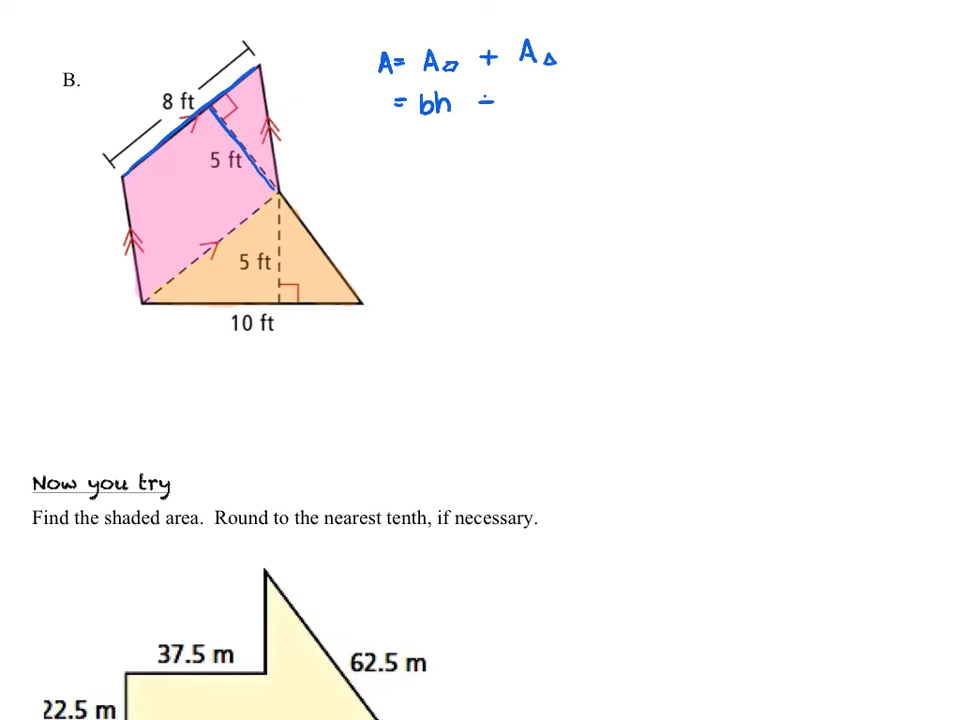 B.
8 ft
5 ft
5 ft
10 ft
A = A▱ + A△
= bh ÷
Now you try
Find the shaded area. Round to the nearest tenth, if necessary.
37.5 m
62.5 m
22.5 m